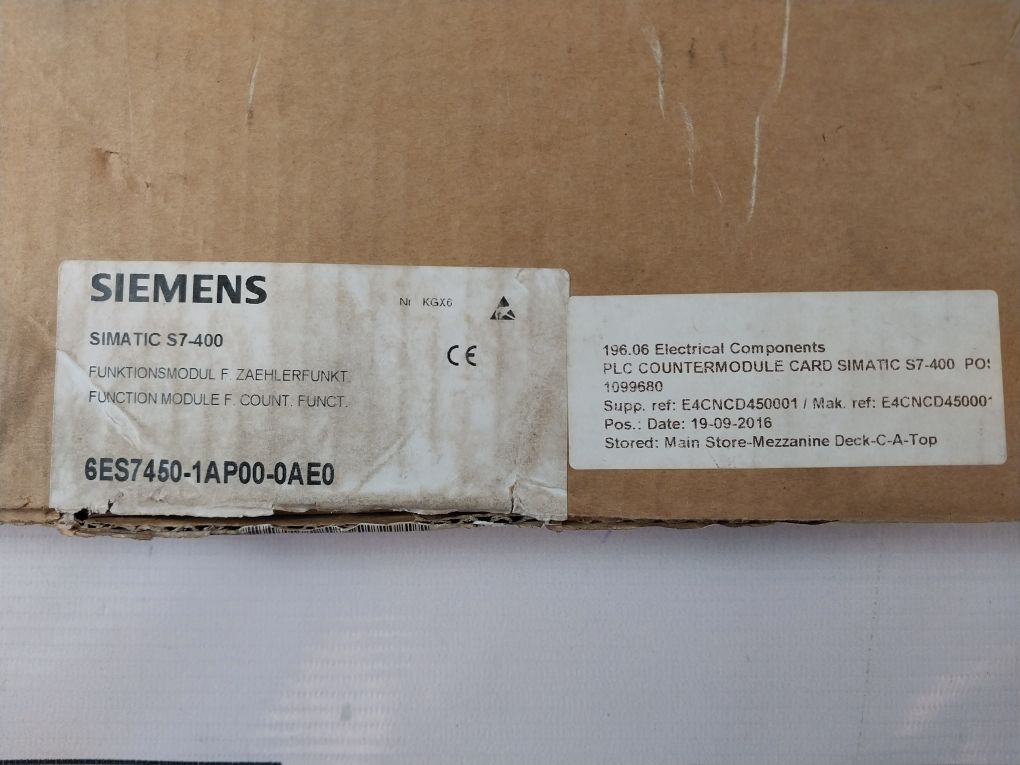 SIEMENS
Nr KGX6
SIMATIC S7-400
CE
FUNKTIONSMODUL F. ZAEHLERFUNKT.
FUNCTION MODULE F. COUNT. FUNCT.
6ES7450-1AP00-0AE0
196.06 Electrical Components
PLC COUNTERMODULE CARD SIMATIC S7-400 POS
1099680
Supp. ref: E4CNCD450001 / Mak. ref: E4CNCD450001
Pos.: Date: 19-09-2016
Stored: Main Store-Mezzanine Deck-C-A-Top